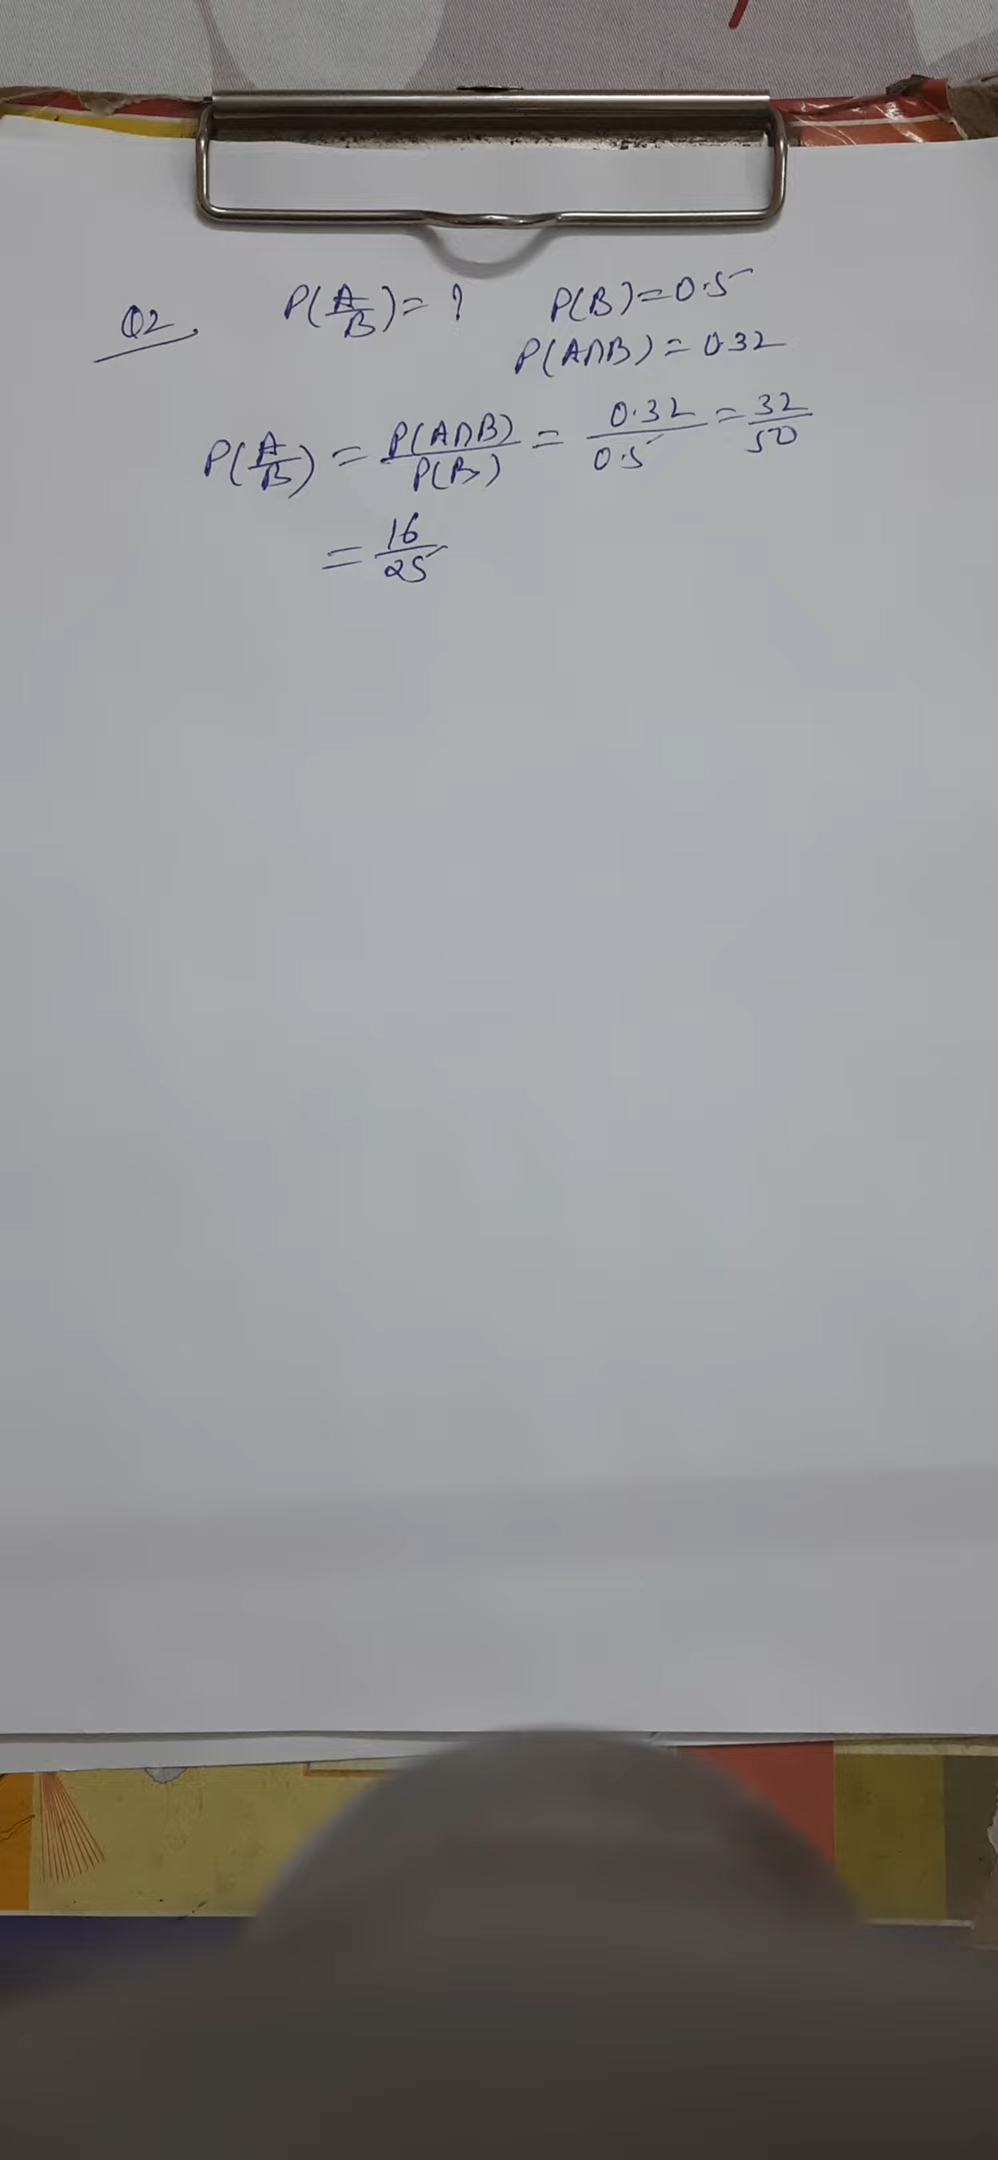 Q2. P(A/B) = ? P(B) = 0.5
P(A∩B) = 0.32
P(A/B) = P(A∩B)/P(B) = 0.32/0.5 = 32/50
= 16/25